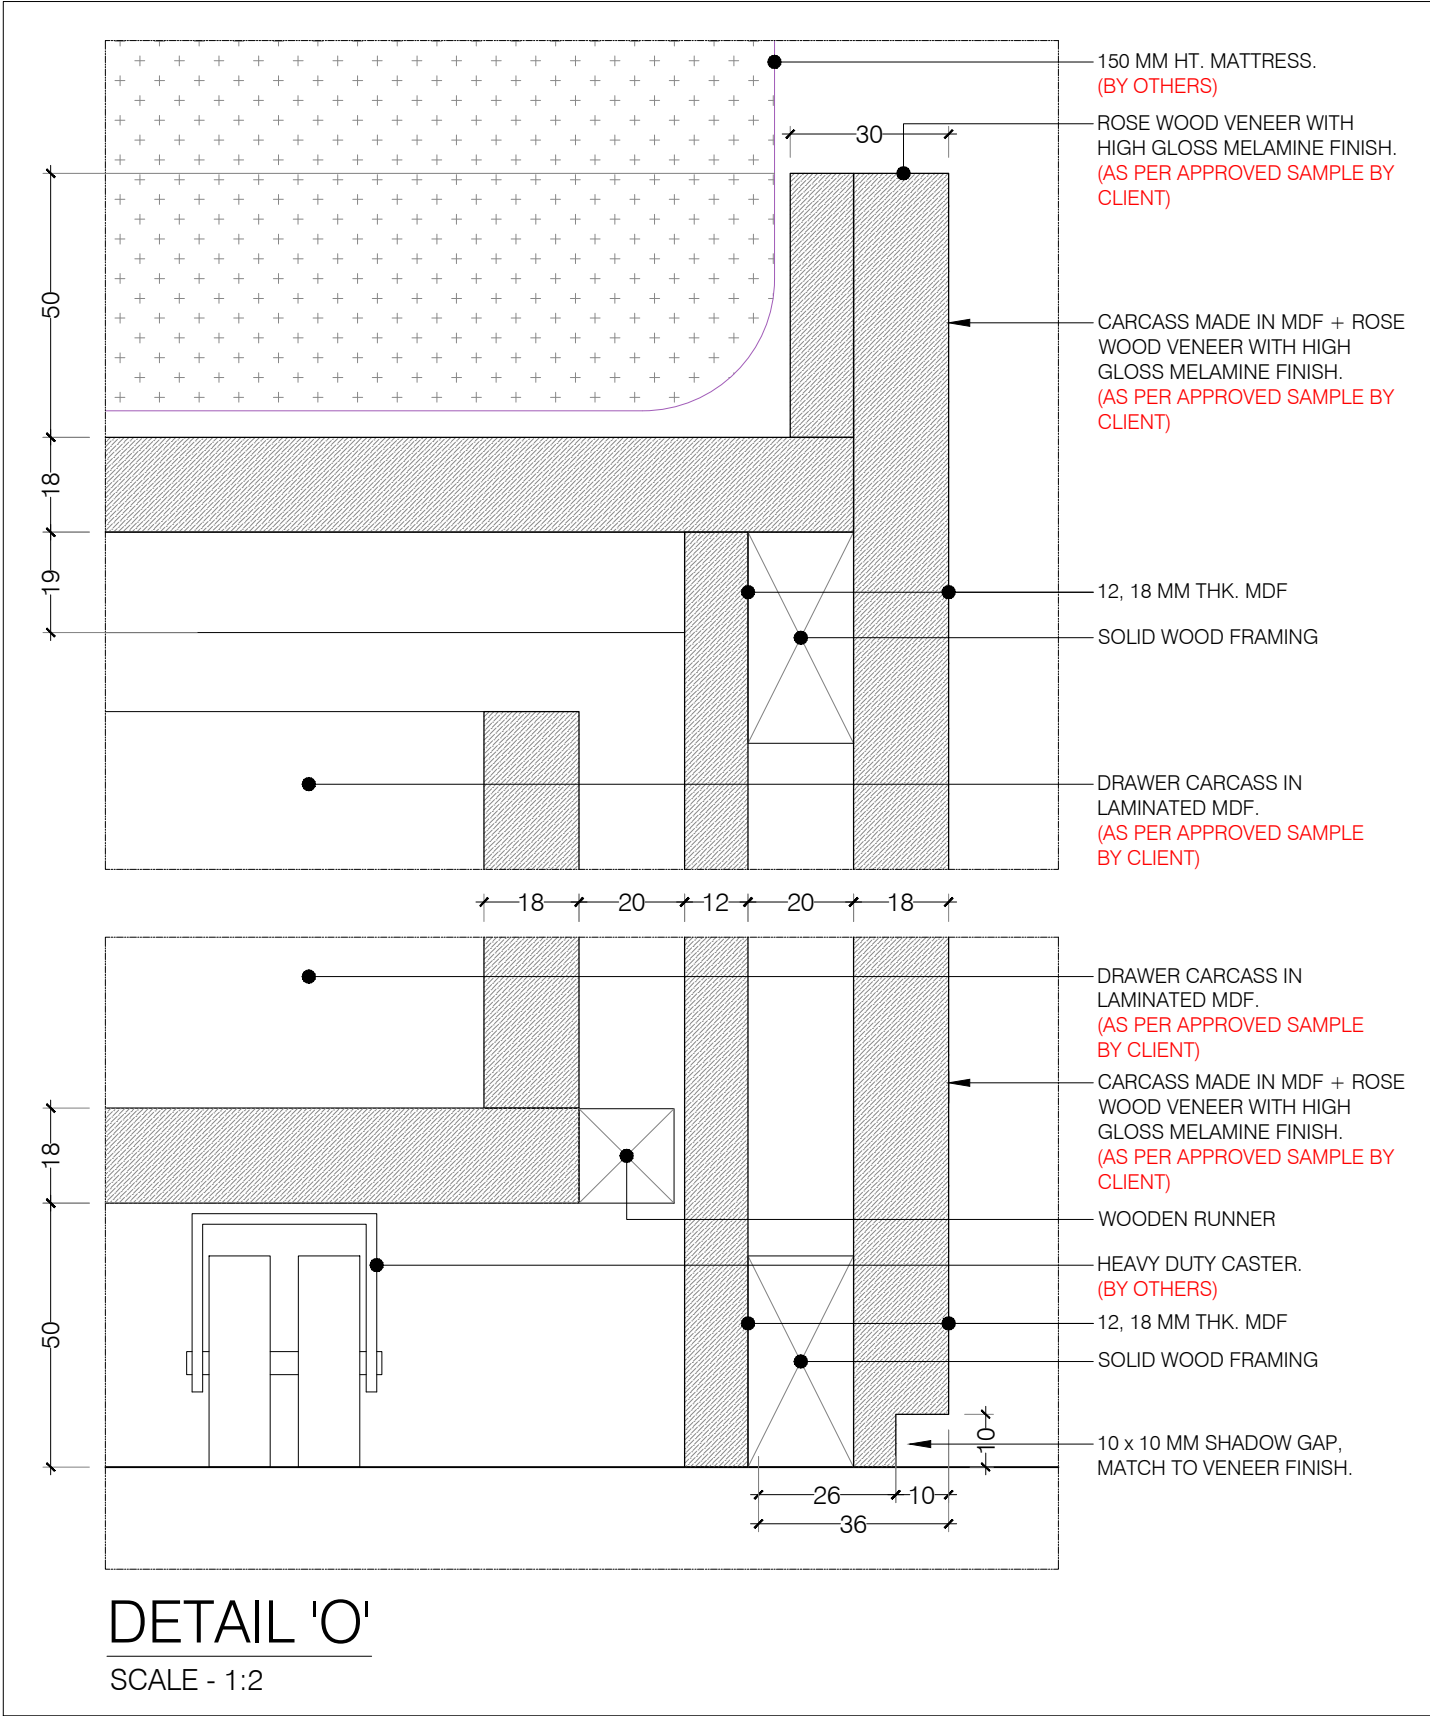 150 MM HT. MATTRESS.
(BY OTHERS)
30
ROSE WOOD VENEER WITH
HIGH GLOSS MELAMINE FINISH.
(AS PER APPROVED SAMPLE BY
CLIENT)
50
CARCASS MADE IN MDF + ROSE
WOOD VENEER WITH HIGH
GLOSS MELAMINE FINISH.
(AS PER APPROVED SAMPLE BY
CLIENT)
18
19
12, 18 MM THK. MDF
SOLID WOOD FRAMING
DRAWER CARCASS IN
LAMINATED MDF.
(AS PER APPROVED SAMPLE
BY CLIENT)
18 20 12 20 18
DRAWER CARCASS IN
LAMINATED MDF.
(AS PER APPROVED SAMPLE
BY CLIENT)
CARCASS MADE IN MDF + ROSE
WOOD VENEER WITH HIGH
GLOSS MELAMINE FINISH.
(AS PER APPROVED SAMPLE BY
CLIENT)
18
WOODEN RUNNER
HEAVY DUTY CASTER.
(BY OTHERS)
50
12, 18 MM THK. MDF
SOLID WOOD FRAMING
10
10 x 10 MM SHADOW GAP,
MATCH TO VENEER FINISH.
26 10
36
DETAIL 'O'
SCALE - 1:2